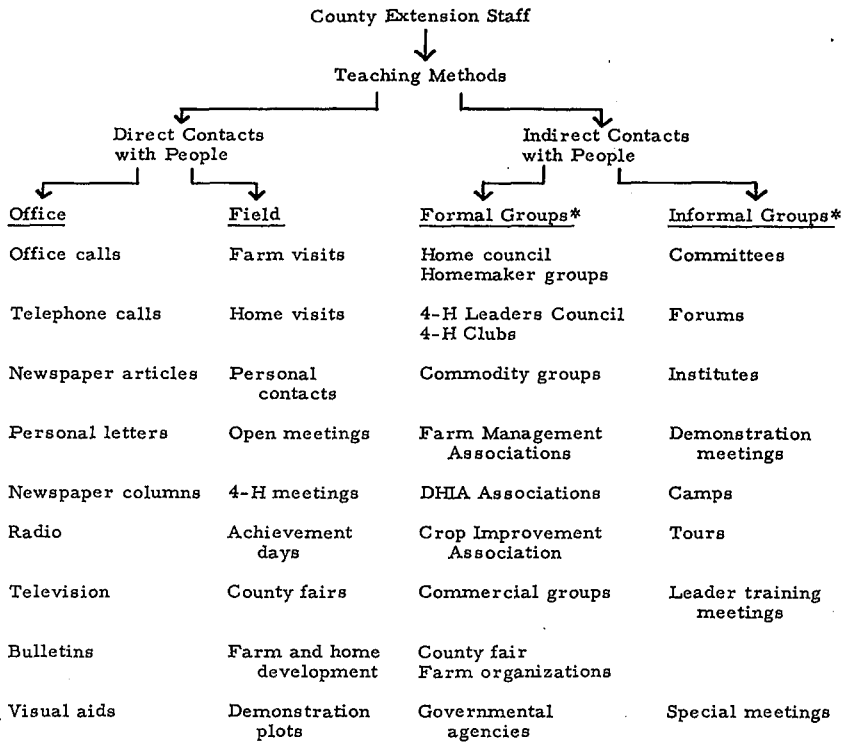 County Extension Staff
Teaching Methods
Direct Contacts
with People
Indirect Contacts
with People
Office
Field
Formal Groups*
Informal Groups*
Office calls
Farm visits
Home council
Homemaker groups
Committees
Telephone calls
Home visits
4-H Leaders Council
4-H Clubs
Forums
Newspaper articles
Personal
contacts
Commodity groups
Institutes
Personal letters
Open meetings
Farm Management
Associations
Demonstration
meetings
Newspaper columns
4-H meetings
DHIA Associations
Camps
Radio
Achievement
days
Crop Improvement
Association
Tours
Television
County fairs
Commercial groups
Leader training
meetings
Bulletins
Farm and home
development
County fair
Farm organizations
Visual aids
Demonstration
plots
Governmental
agencies
Special meetings